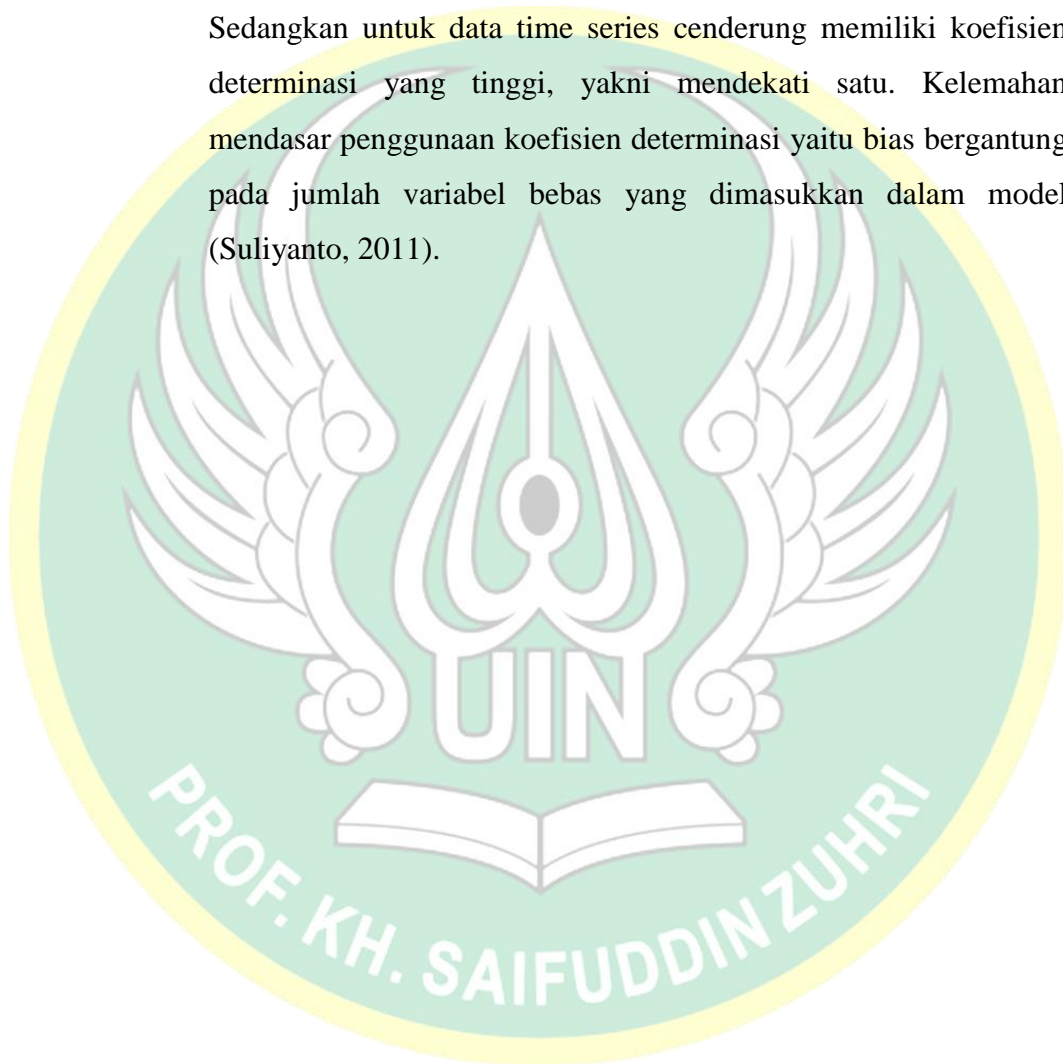 Sedangkan untuk data time series cenderung memiliki koefisien
determinasi yang tinggi, yakni mendekati satu. Kelemahan
mendasar penggunaan koefisien determinasi yaitu bias bergantung
pada jumlah variabel bebas yang dimasukkan dalam model
(Suliyanto, 2011).
UIN
PROF. KH. SAIFUDDIN ZUHRI